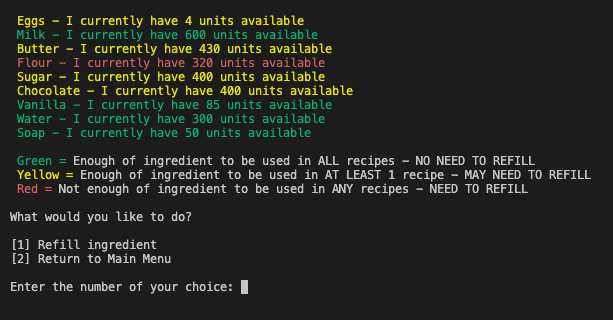 Eggs – I currently have 4 units available
Milk – I currently have 600 units available
Butter – I currently have 430 units available
Flour – I currently have 320 units available
Sugar – I currently have 400 units available
Chocolate – I currently have 400 units available
Vanilla – I currently have 85 units available
Water – I currently have 300 units available
Soap – I currently have 50 units available
Green = Enough of ingredient to be used in ALL recipes – NO NEED TO REFILL
Yellow = Enough of ingredient to be used in AT LEAST 1 recipe – MAY NEED TO REFILL
Red = Not enough of ingredient to be used in ANY recipes – NEED TO REFILL
What would you like to do?
[1] Refill ingredient
[2] Return to Main Menu
Enter the number of your choice: